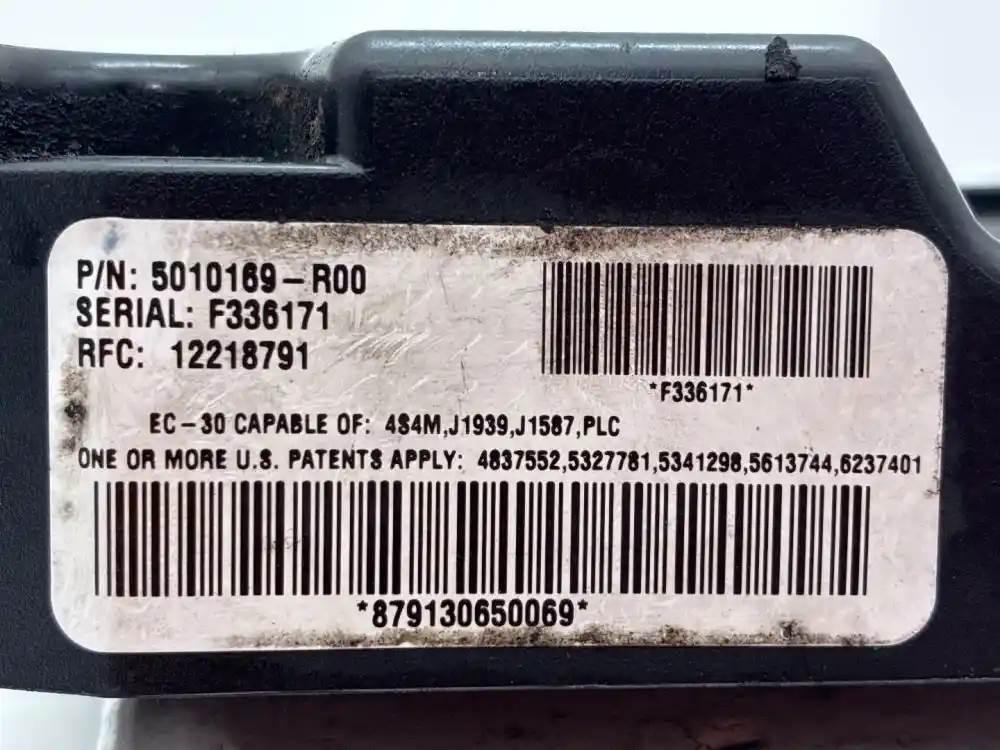 P/N: 5010169-R00
SERIAL: F336171
RFC: 12218791
*F336171*
EC-30 CAPABLE OF: 4S4M,J1939,J1587,PLC
ONE OR MORE U.S. PATENTS APPLY: 4837552,5327781,5341298,5613744,6237401
*879130650069*